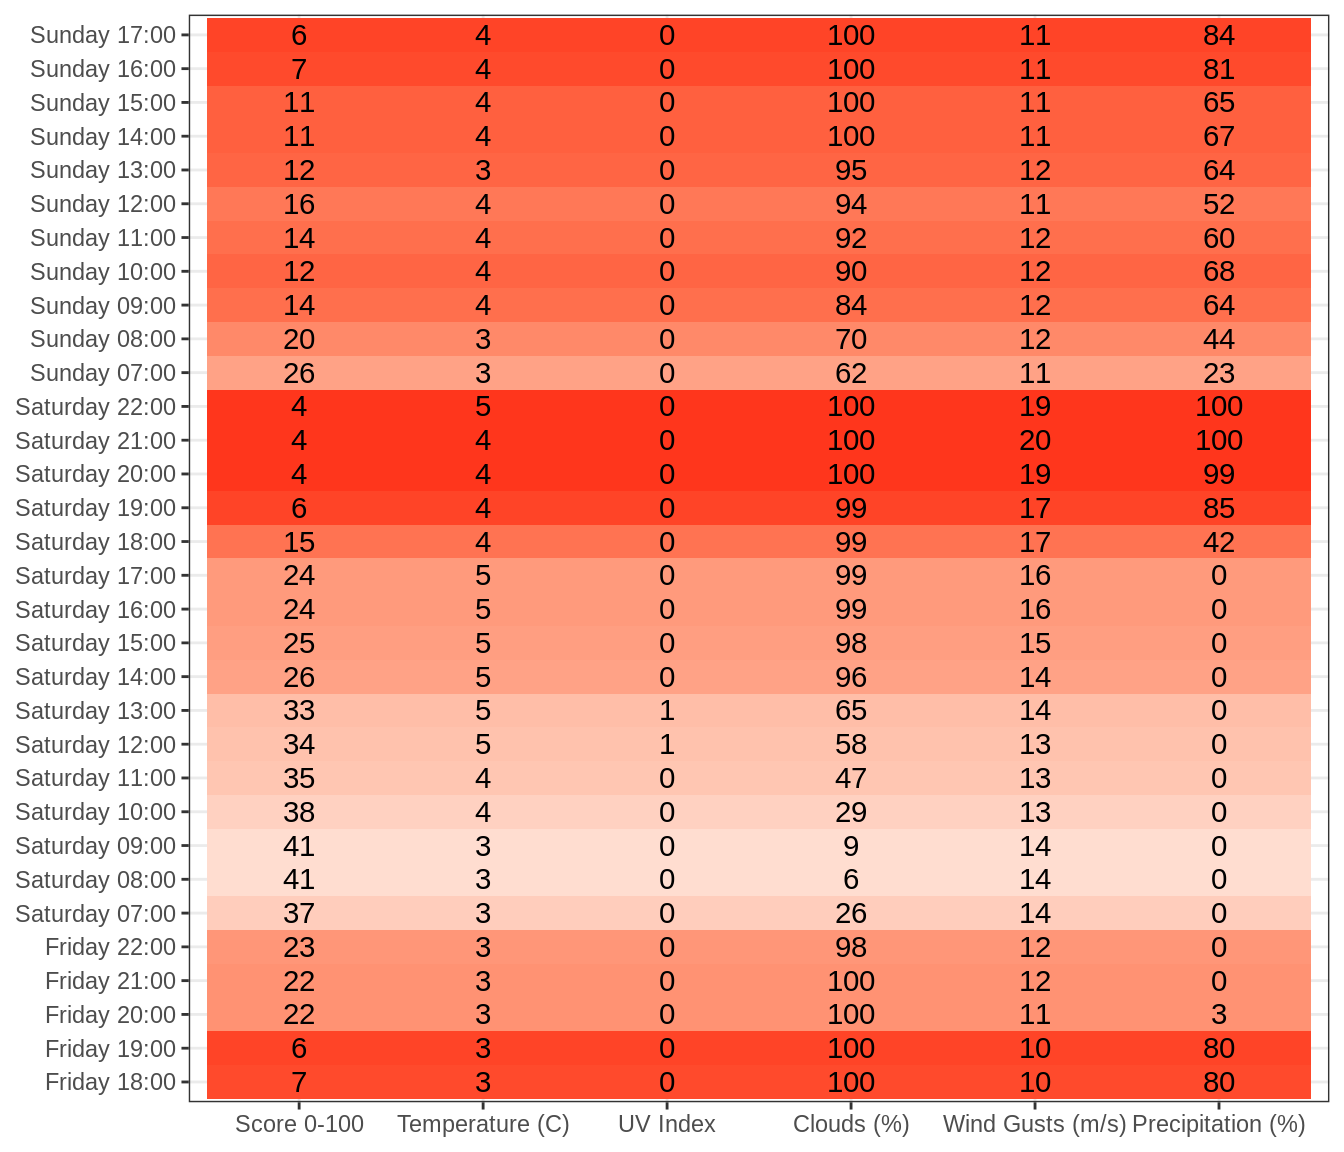 Sunday 17:00 6 4 0 100 11 84
Sunday 16:00 7 4 0 100 11 81
Sunday 15:00 11 4 0 100 11 65
Sunday 14:00 11 4 0 100 11 67
Sunday 13:00 12 3 0 95 12 64
Sunday 12:00 16 4 0 94 11 52
Sunday 11:00 14 4 0 92 12 60
Sunday 10:00 12 4 0 90 12 68
Sunday 09:00 14 4 0 84 12 64
Sunday 08:00 20 3 0 70 12 44
Sunday 07:00 26 3 0 62 11 23
Saturday 22:00 4 5 0 100 19 100
Saturday 21:00 4 4 0 100 20 100
Saturday 20:00 4 4 0 100 19 99
Saturday 19:00 6 4 0 99 17 85
Saturday 18:00 15 4 0 99 17 42
Saturday 17:00 24 5 0 99 16 0
Saturday 16:00 24 5 0 99 16 0
Saturday 15:00 25 5 0 98 15 0
Saturday 14:00 26 5 0 96 14 0
Saturday 13:00 33 5 1 65 14 0
Saturday 12:00 34 5 1 58 13 0
Saturday 11:00 35 4 0 47 13 0
Saturday 10:00 38 4 0 29 13 0
Saturday 09:00 41 3 0 9 14 0
Saturday 08:00 41 3 0 6 14 0
Saturday 07:00 37 3 0 26 14 0
Friday 22:00 23 3 0 98 12 0
Friday 21:00 22 3 0 100 12 0
Friday 20:00 22 3 0 100 11 3
Friday 19:00 6 3 0 100 10 80
Friday 18:00 7 3 0 100 10 80
Score 0-100 Temperature (C) UV Index Clouds (%) Wind Gusts (m/s) Precipitation (%)